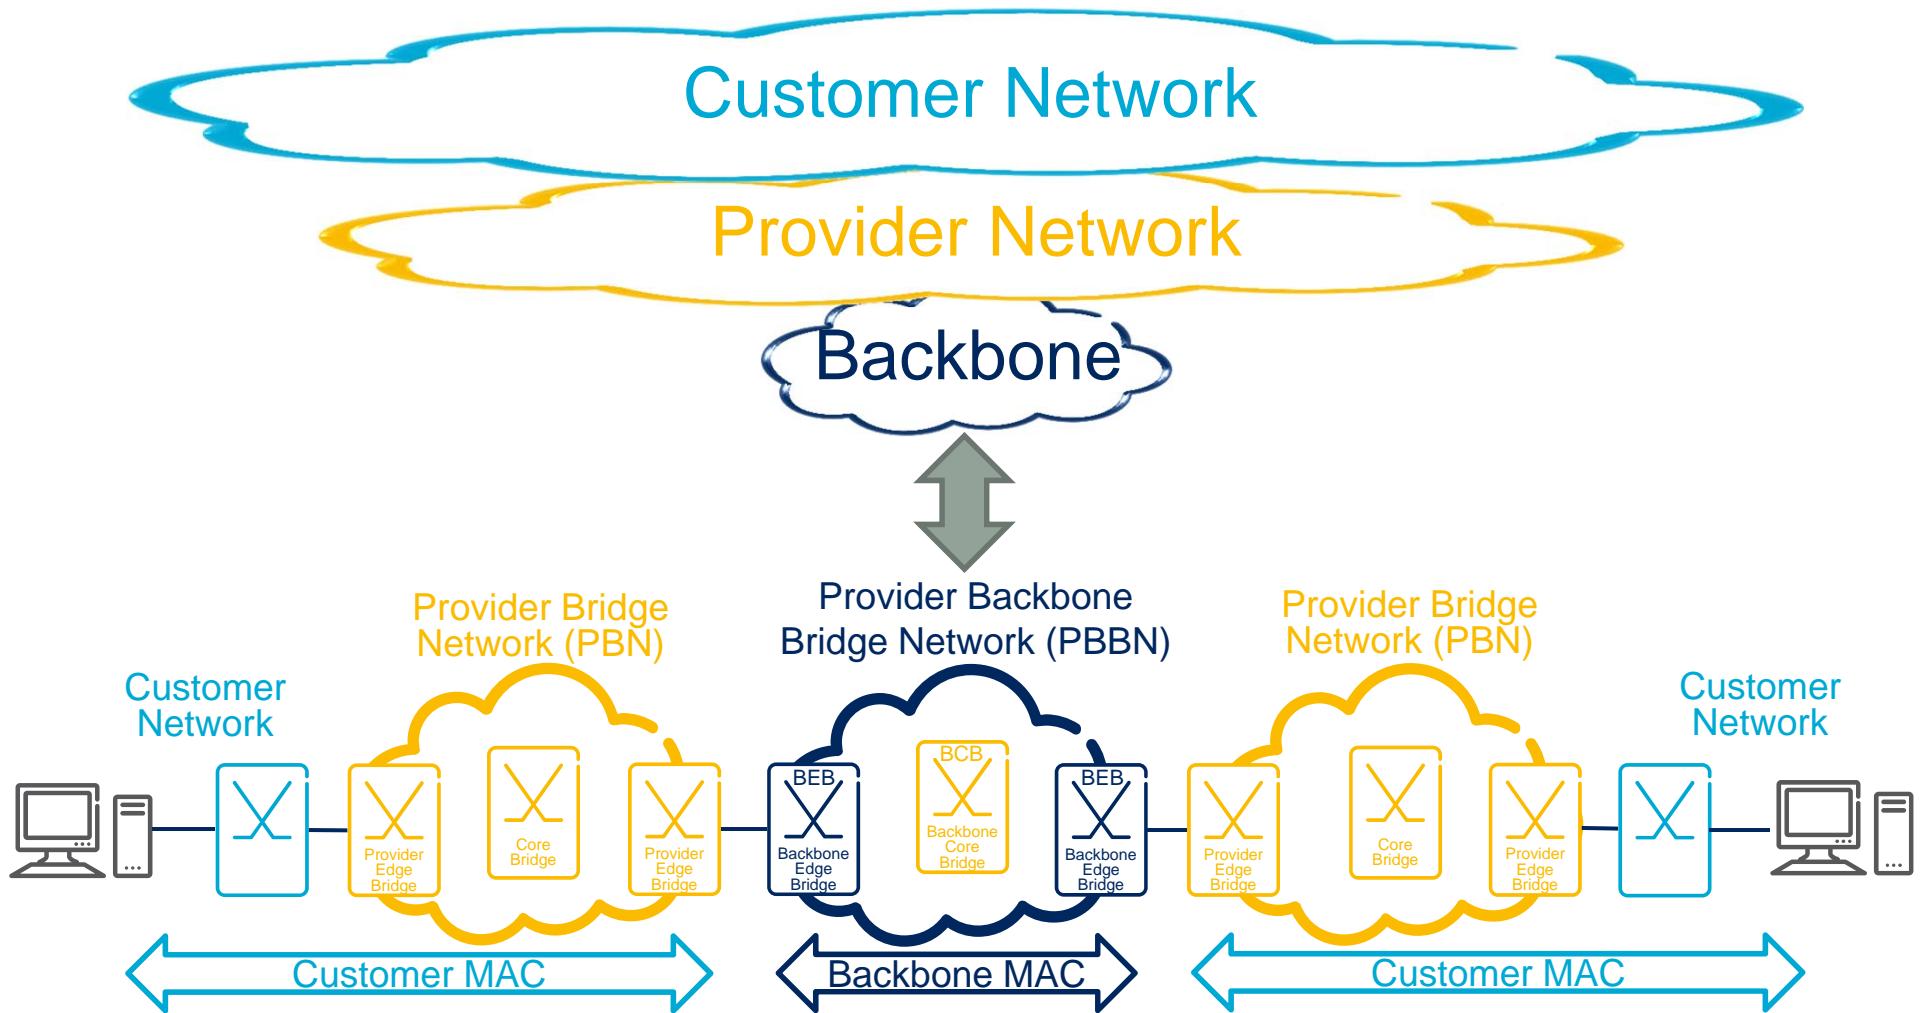 Customer Network
Provider Network
Backbone
Provider Bridge
Network (PBN)
Provider Backbone
Bridge Network (PBBN)
Provider Bridge
Network (PBN)
Customer
Network
Customer
Network
Provider
Edge
Bridge
Core
Bridge
Provider
Edge
Bridge
BEB
Backbone
Edge
Bridge
BCB
Backbone
Core
Bridge
BEB
Backbone
Edge
Bridge
Provider
Edge
Bridge
Core
Bridge
Provider
Edge
Bridge
Customer MAC
Backbone MAC
Customer MAC